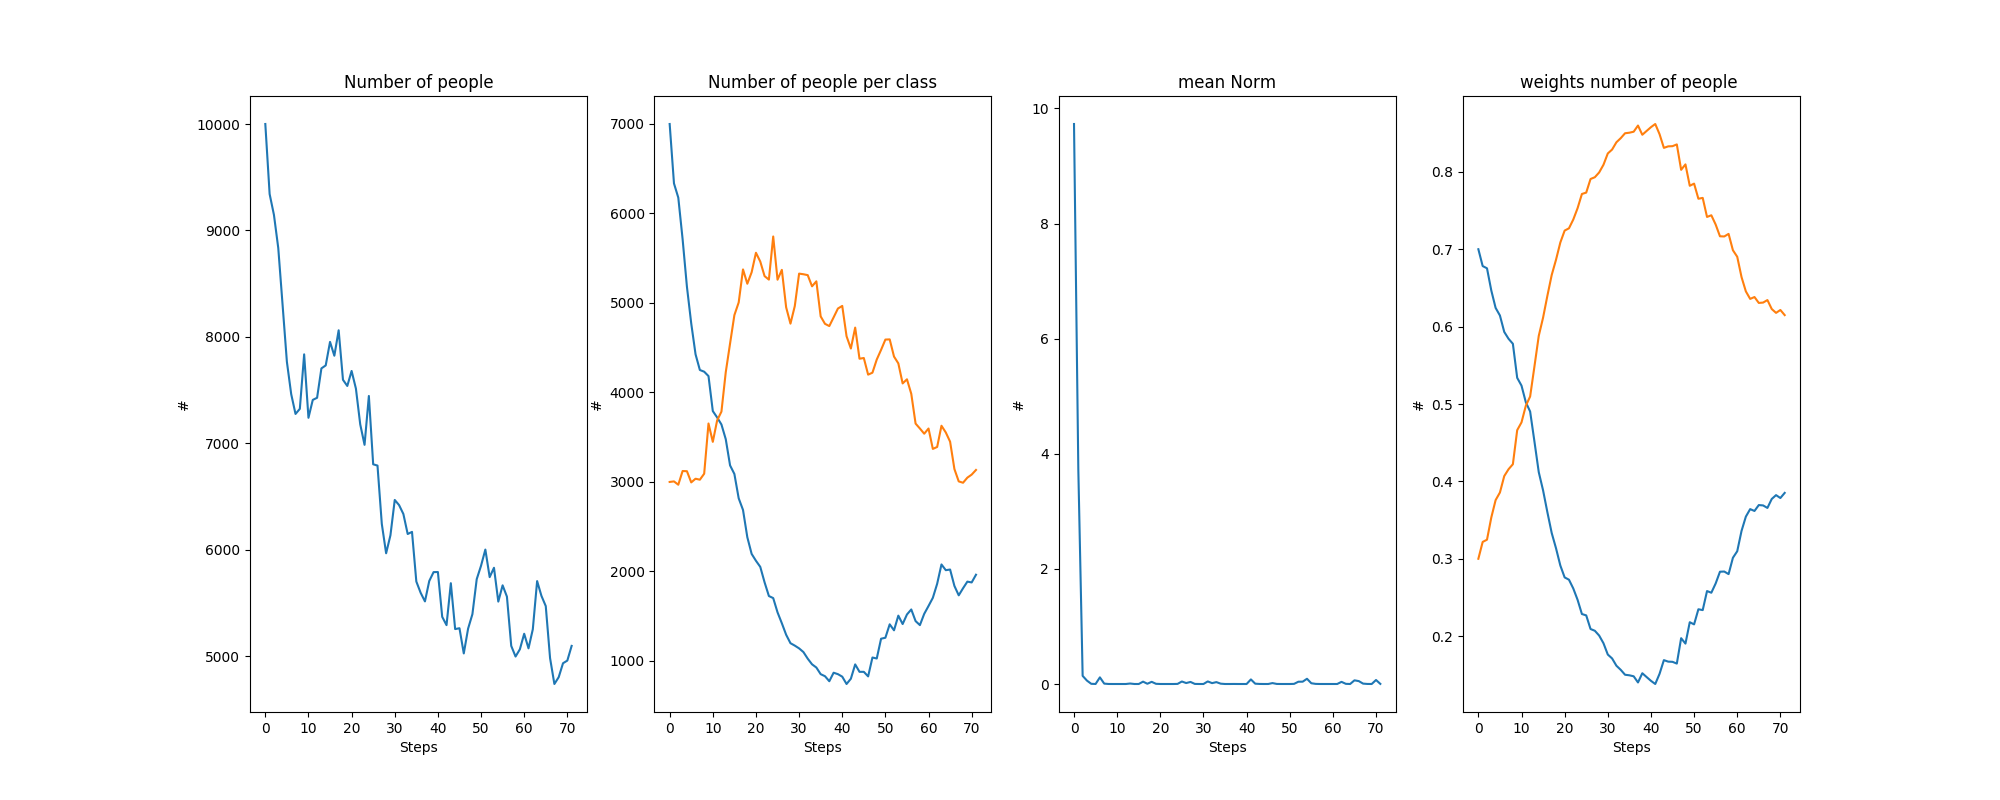 Number of people
10000
9000
8000
7000
6000
5000
#
0 10 20 30 40 50 60 70
Steps
Number of people per class
7000
6000
5000
4000
3000
2000
1000
#
0 10 20 30 40 50 60 70
Steps
mean Norm
10
8
6
4
2
0
#
0 10 20 30 40 50 60 70
Steps
weights number of people
0.8
0.7
0.6
0.5
0.4
0.3
0.2
#
0 10 20 30 40 50 60 70
Steps